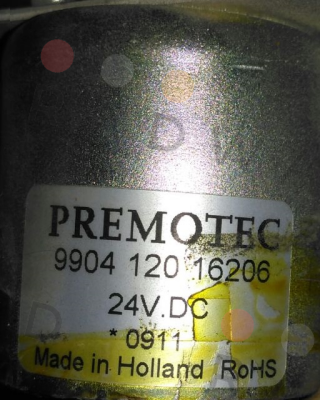 PREMOTEC
9904 120 16206
24V.DC
* 0911
Made in Holland RoHS